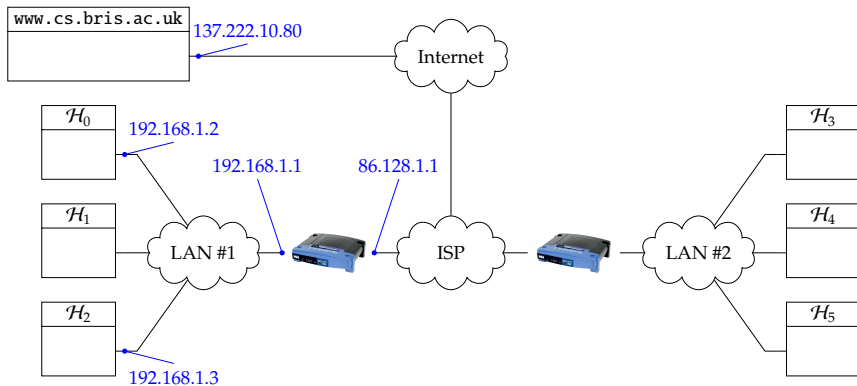 www.cs.bris.ac.uk
137.222.10.80
Internet
ℋ₀
192.168.1.2
192.168.1.1
86.128.1.1
ℋ₃
ℋ₁
LAN #1
ISP
LAN #2
ℋ₄
ℋ₂
192.168.1.3
ℋ₅